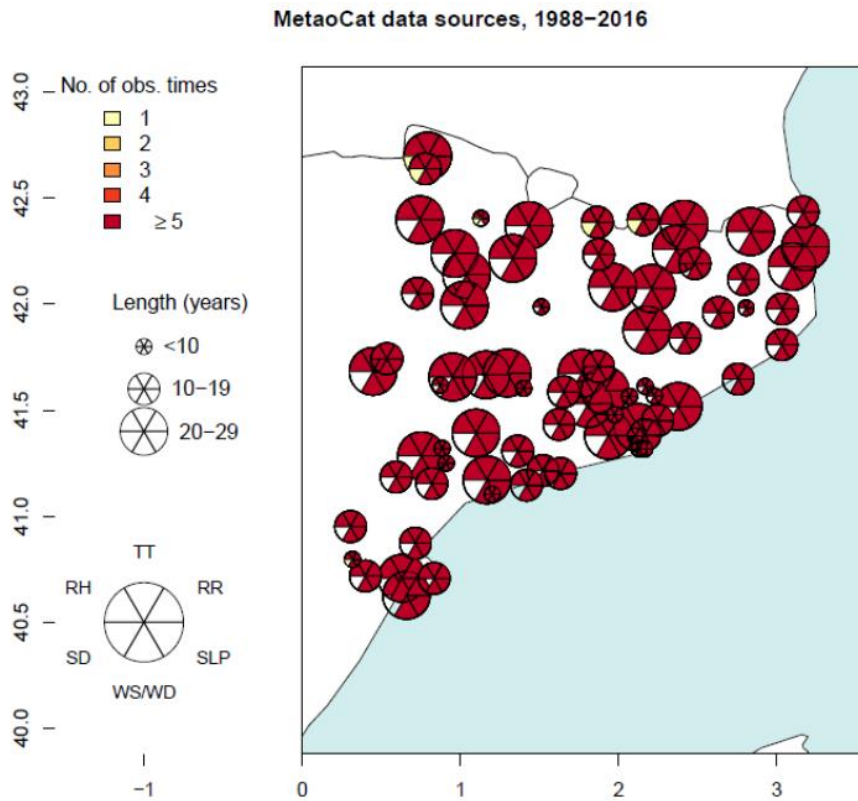 MetaoCat data sources, 1988−2016
No. of obs. times
1
2
3
4
≥ 5
Length (years)
<10
10−19
20−29
TT
RH
RR
SD
SLP
WS/WD
43.0
42.5
42.0
41.5
41.0
40.5
40.0
−1
0
1
2
3